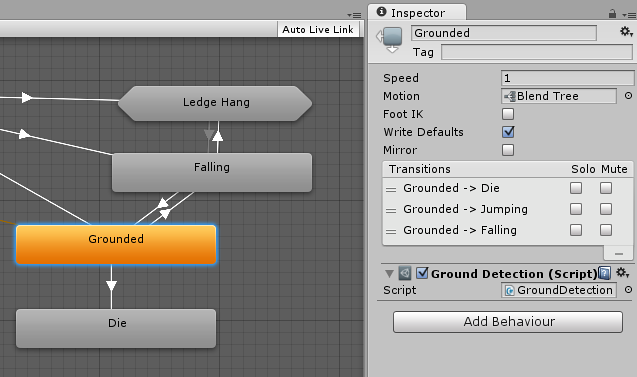 Auto Live Link
Ledge Hang
Falling
Grounded
Die
Inspector
Grounded
Tag
Speed 1
Motion Blend Tree
Foot IK
Write Defaults
Mirror
Transitions Solo Mute
Grounded -> Die
Grounded -> Jumping
Grounded -> Falling
Ground Detection (Script)
Script GroundDetection
Add Behaviour